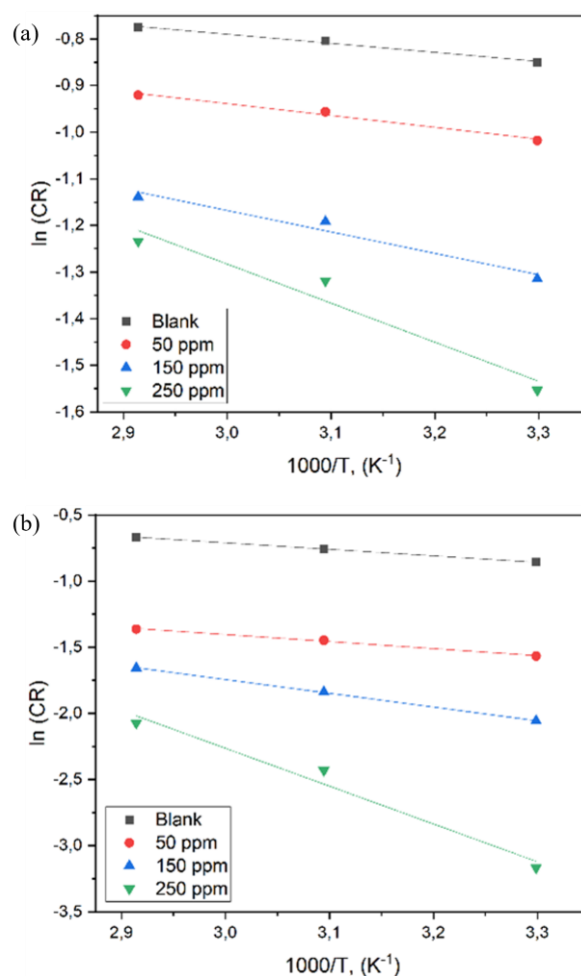 (a)
-0,8
-0,9
-1,0
-1,1
-1,2
-1,3
-1,4
-1,5
-1,6
ln (CR)
Blank
50 ppm
150 ppm
250 ppm
2,9
3,0
3,1
3,2
3,3
1000/T, (K⁻¹)
(b)
-0,5
-1,0
-1,5
-2,0
-2,5
-3,0
-3,5
ln (CR)
Blank
50 ppm
150 ppm
250 ppm
2,9
3,0
3,1
3,2
3,3
1000/T, (K⁻¹)